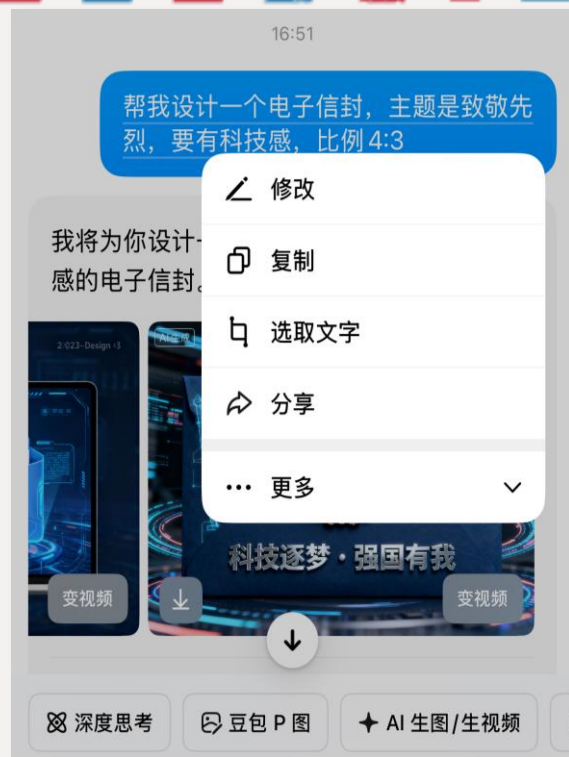 16:51
帮我设计一个电子信封，主题是致敬先
烈，要有科技感，比例4:3
修改
我将为你设计一
复制
感的电子信封。
选取文字
2023-Design
AI生成
分享
更多
科技逐梦·强国有我
变视频
变视频
深度思考
豆包 P 图
AI 生图/生视频